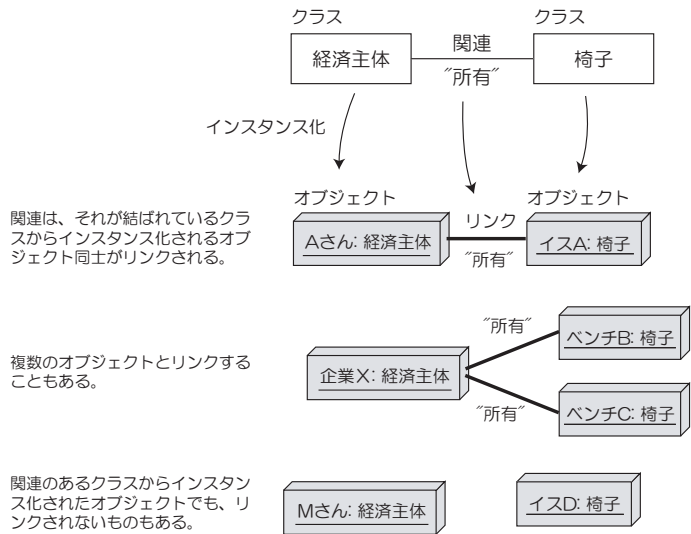 クラス
クラス
経済主体
関連
〝所有〟
椅子
インスタンス化
オブジェクト
オブジェクト
関連は、それが結ばれているクラ
スからインスタンス化されるオブ
ジェクト同士がリンクされる。
Aさん: 経済主体
リンク
〝所有〟
イスA: 椅子
複数のオブジェクトとリンクする
こともある。
企業X: 経済主体
〝所有〟
〝所有〟
ベンチB: 椅子
ベンチC: 椅子
関連のあるクラスからインスタン
ス化されたオブジェクトでも、リ
ンクされないものもある。
Mさん: 経済主体
イスD: 椅子